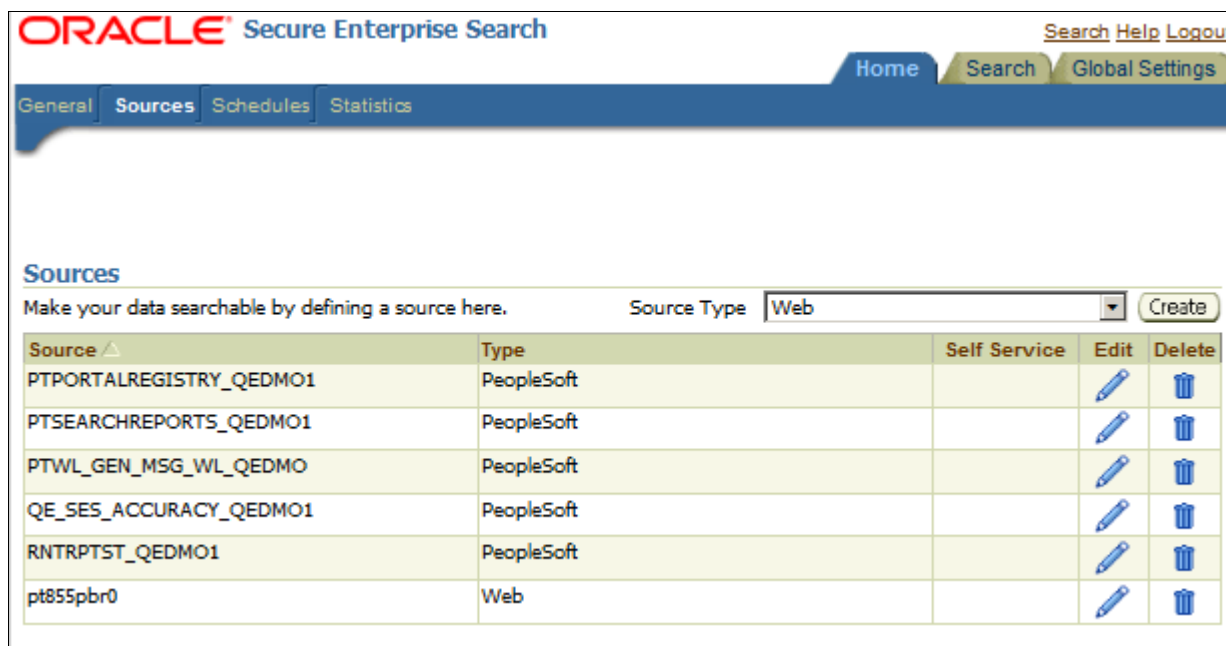 ORACLE Secure Enterprise Search
Search Help Logou
Home Search Global Settings
General Sources Schedules Statistics
Sources
Make your data searchable by defining a source here. Source Type Web Create
Source Type Self Service Edit Delete
PTPORTALREGISTRY_QEDMO1 PeopleSoft
PTSEARCHREPORTS_QEDMO1 PeopleSoft
PTWL_GEN_MSG_WL_QEDMO PeopleSoft
QE_SES_ACCURACY_QEDMO1 PeopleSoft
RNTRPTST_QEDMO1 PeopleSoft
pt855pbr0 Web